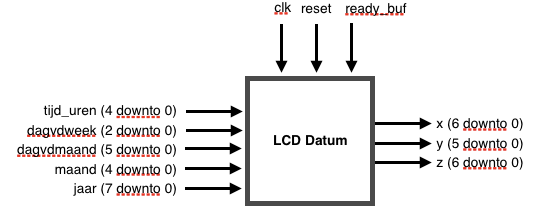 clk reset ready_buf
tijd_uren (4 downto 0)
dagvdweek (2 downto 0)
dagvdmaand (5 downto 0)
maand (4 downto 0)
jaar (7 downto 0)
LCD Datum
x (6 downto 0)
y (5 downto 0)
z (6 downto 0)